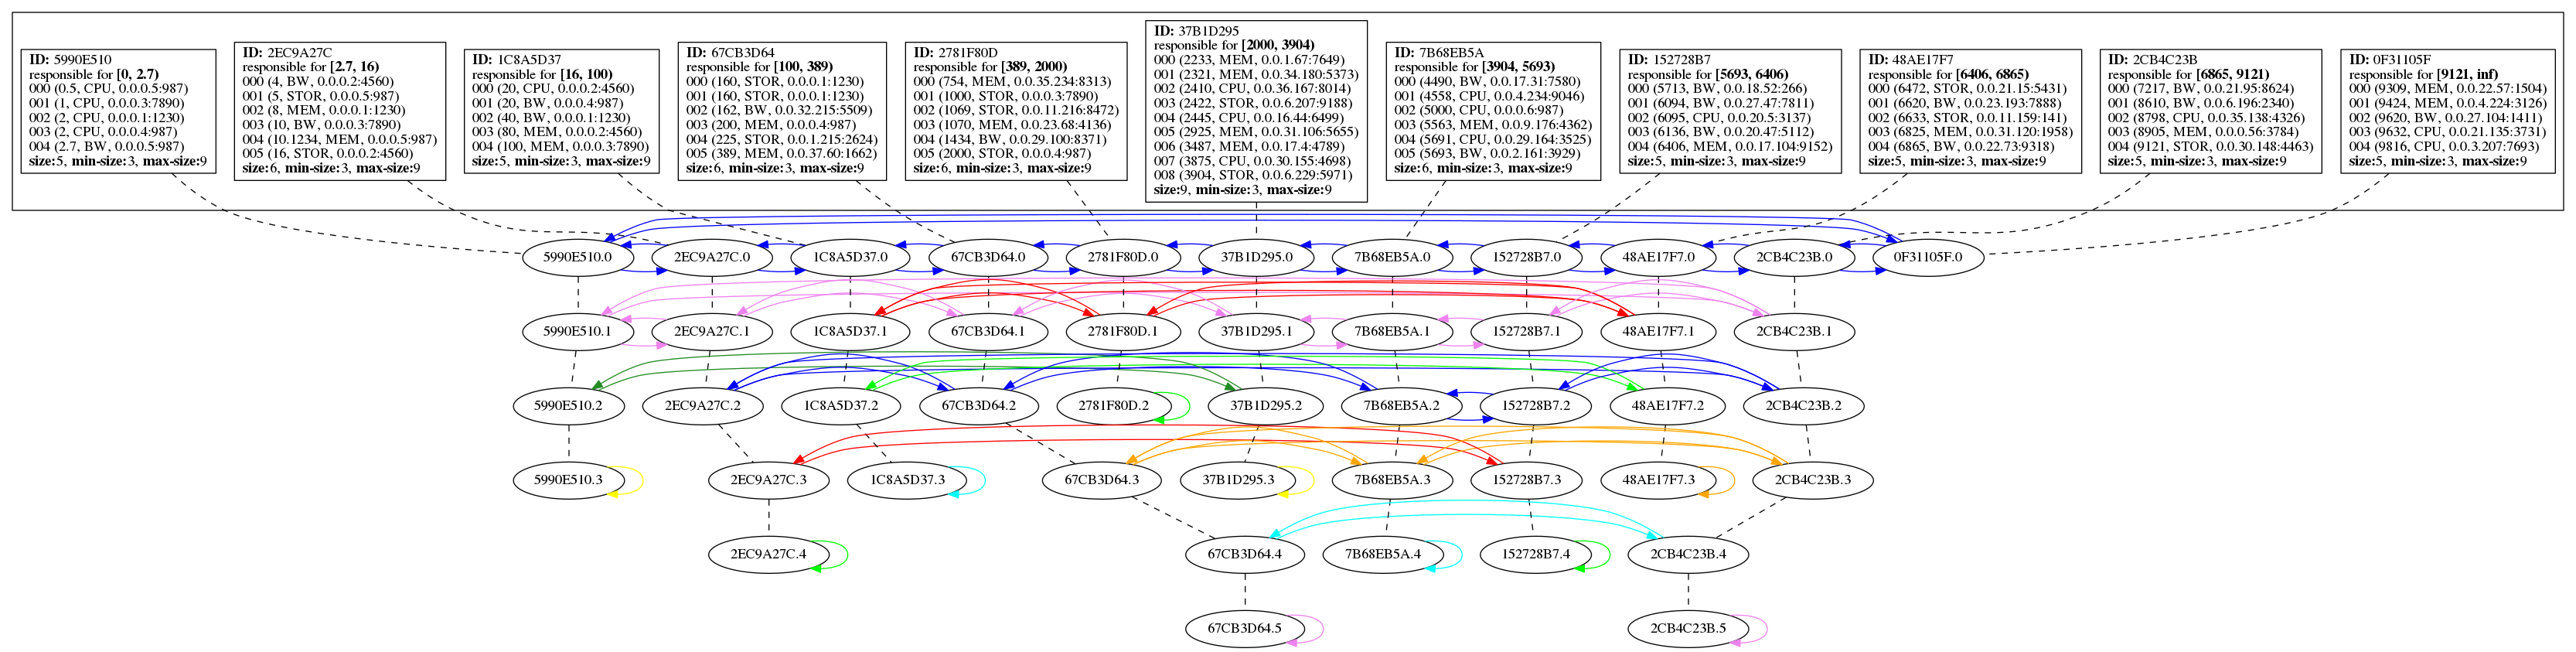 ID: 5990E510
responsible for [0, 2.7)
000 (0.5, CPU, 0.0.0.5:987)
001 (1, CPU, 0.0.0.3:7890)
002 (2, CPU, 0.0.0.1:1230)
003 (2, CPU, 0.0.0.4:987)
004 (2.7, BW, 0.0.0.5:987)
size:5, min-size:3, max-size:9
ID: 2EC9A27C
responsible for [2.7, 16)
000 (4, BW, 0.0.0.2:4560)
001 (5, STOR, 0.0.0.5:987)
002 (8, MEM, 0.0.0.1:1230)
003 (10, BW, 0.0.0.3:7890)
004 (10.1234, MEM, 0.0.0.5:987)
005 (16, STOR, 0.0.0.2:4560)
size:6, min-size:3, max-size:9
ID: 1C8A5D37
responsible for [16, 100)
000 (20, CPU, 0.0.0.2:4560)
001 (20, BW, 0.0.0.4:987)
002 (40, BW, 0.0.0.1:1230)
003 (80, MEM, 0.0.0.2:4560)
004 (100, MEM, 0.0.0.3:7890)
size:5, min-size:3, max-size:9
ID: 67CB3D64
responsible for [100, 389)
000 (160, STOR, 0.0.0.1:1230)
001 (160, STOR, 0.0.0.1:1230)
002 (162, BW, 0.0.32.215:5509)
003 (200, MEM, 0.0.0.4:987)
004 (225, STOR, 0.0.1.215:2624)
005 (389, MEM, 0.0.37.60:1662)
size:6, min-size:3, max-size:9
ID: 2781F80D
responsible for [389, 2000)
000 (754, MEM, 0.0.35.234:8313)
001 (1000, STOR, 0.0.0.3:7890)
002 (1069, STOR, 0.0.11.216:8472)
003 (1070, MEM, 0.0.23.68:4136)
004 (1434, BW, 0.0.29.100:8371)
005 (2000, STOR, 0.0.0.4:987)
size:6, min-size:3, max-size:9
ID: 37B1D295
responsible for [2000, 3904)
000 (2233, MEM, 0.0.1.67:7649)
001 (2321, MEM, 0.0.34.180:5373)
002 (2410, CPU, 0.0.36.167:8014)
003 (2422, STOR, 0.0.6.207:9188)
004 (2445, CPU, 0.0.16.44:6499)
005 (2925, MEM, 0.0.31.106:5655)
006 (3487, MEM, 0.0.17.4:4789)
007 (3875, CPU, 0.0.30.155:4698)
008 (3904, STOR, 0.0.6.229:5971)
size:9, min-size:3, max-size:9
ID: 7B68EB5A
responsible for [3904, 5693)
000 (4490, BW, 0.0.17.31:7580)
001 (4558, CPU, 0.0.4.234:9046)
002 (5000, CPU, 0.0.0.6:987)
003 (5563, MEM, 0.0.9.176:4362)
004 (5691, CPU, 0.0.29.164:3525)
005 (5693, BW, 0.0.2.161:3929)
size:6, min-size:3, max-size:9
ID: 152728B7
responsible for [5693, 6406)
000 (5713, BW, 0.0.18.52:266)
001 (6094, BW, 0.0.27.47:7811)
002 (6095, CPU, 0.0.20.5:3137)
003 (6136, BW, 0.0.20.47:5112)
004 (6406, MEM, 0.0.17.104:9152)
size:5, min-size:3, max-size:9
ID: 48AE17F7
responsible for [6406, 6865)
000 (6472, STOR, 0.0.21.15:5431)
001 (6620, BW, 0.0.23.193:7888)
002 (6633, STOR, 0.0.11.159:141)
003 (6825, MEM, 0.0.31.120:1958)
004 (6865, BW, 0.0.22.73:9318)
size:5, min-size:3, max-size:9
ID: 2CB4C23B
responsible for [6865, 9121)
000 (7217, BW, 0.0.21.95:8624)
001 (8610, BW, 0.0.6.196:2340)
002 (8798, CPU, 0.0.35.138:4326)
003 (8905, MEM, 0.0.0.56:3784)
004 (9121, STOR, 0.0.30.148:4463)
size:5, min-size:3, max-size:9
ID: 0F31105F
responsible for [9121, inf)
000 (9309, MEM, 0.0.22.57:1504)
001 (9424, MEM, 0.0.4.224:3126)
002 (9620, BW, 0.0.27.104:1411)
003 (9632, CPU, 0.0.21.135:3731)
004 (9816, CPU, 0.0.3.207:7693)
size:5, min-size:3, max-size:9
5990E510.0
2EC9A27C.0
1C8A5D37.0
67CB3D64.0
2781F80D.0
37B1D295.0
7B68EB5A.0
152728B7.0
48AE17F7.0
2CB4C23B.0
0F31105F.0
5990E510.1
2EC9A27C.1
1C8A5D37.1
67CB3D64.1
2781F80D.1
37B1D295.1
7B68EB5A.1
152728B7.1
48AE17F7.1
2CB4C23B.1
5990E510.2
2EC9A27C.2
1C8A5D37.2
67CB3D64.2
2781F80D.2
37B1D295.2
7B68EB5A.2
152728B7.2
48AE17F7.2
2CB4C23B.2
5990E510.3
2EC9A27C.3
1C8A5D37.3
67CB3D64.3
37B1D295.3
7B68EB5A.3
152728B7.3
48AE17F7.3
2CB4C23B.3
2EC9A27C.4
67CB3D64.4
7B68EB5A.4
152728B7.4
2CB4C23B.4
67CB3D64.5
2CB4C23B.5